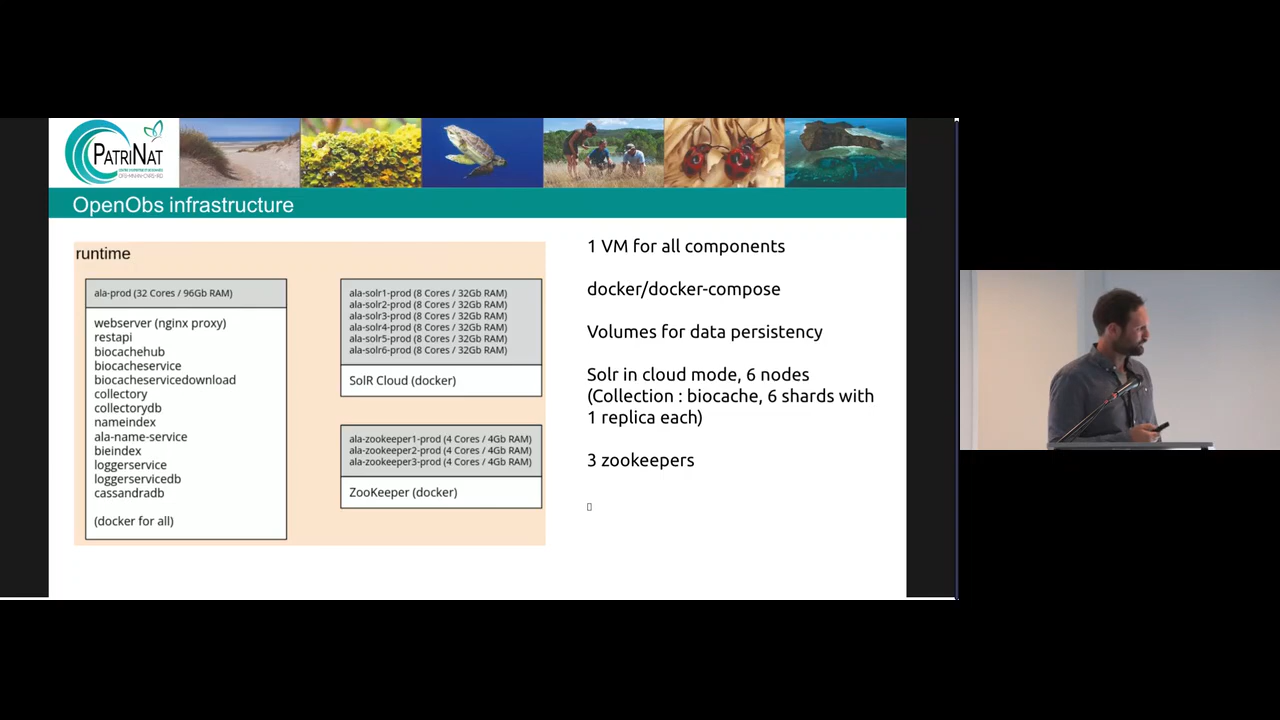 PATRINAT
OpenObs infrastructure
runtime
ala-prod (32 Cores / 96Gb RAM)
webserver (nginx proxy)
restapi
biocachehub
biocacheservice
biocacheservicedownload
collectory
collectorydb
nameindex
ala-name-service
bieindex
loggerservice
loggerservicedb
cassandradb
(docker for all)
ala-solr1-prod (8 Cores / 32Gb RAM)
ala-solr2-prod (8 Cores / 32Gb RAM)
ala-solr3-prod (8 Cores / 32Gb RAM)
ala-solr4-prod (8 Cores / 32Gb RAM)
ala-solr5-prod (8 Cores / 32Gb RAM)
ala-solr6-prod (8 Cores / 32Gb RAM)
SolR Cloud (docker)
ala-zookeeper1-prod (4 Cores / 4Gb RAM)
ala-zookeeper2-prod (4 Cores / 4Gb RAM)
ala-zookeeper3-prod (4 Cores / 4Gb RAM)
ZooKeeper (docker)
1 VM for all components
docker/docker-compose
Volumes for data persistency
Solr in cloud mode, 6 nodes
(Collection : biocache, 6 shards with
1 replica each)
3 zookeepers